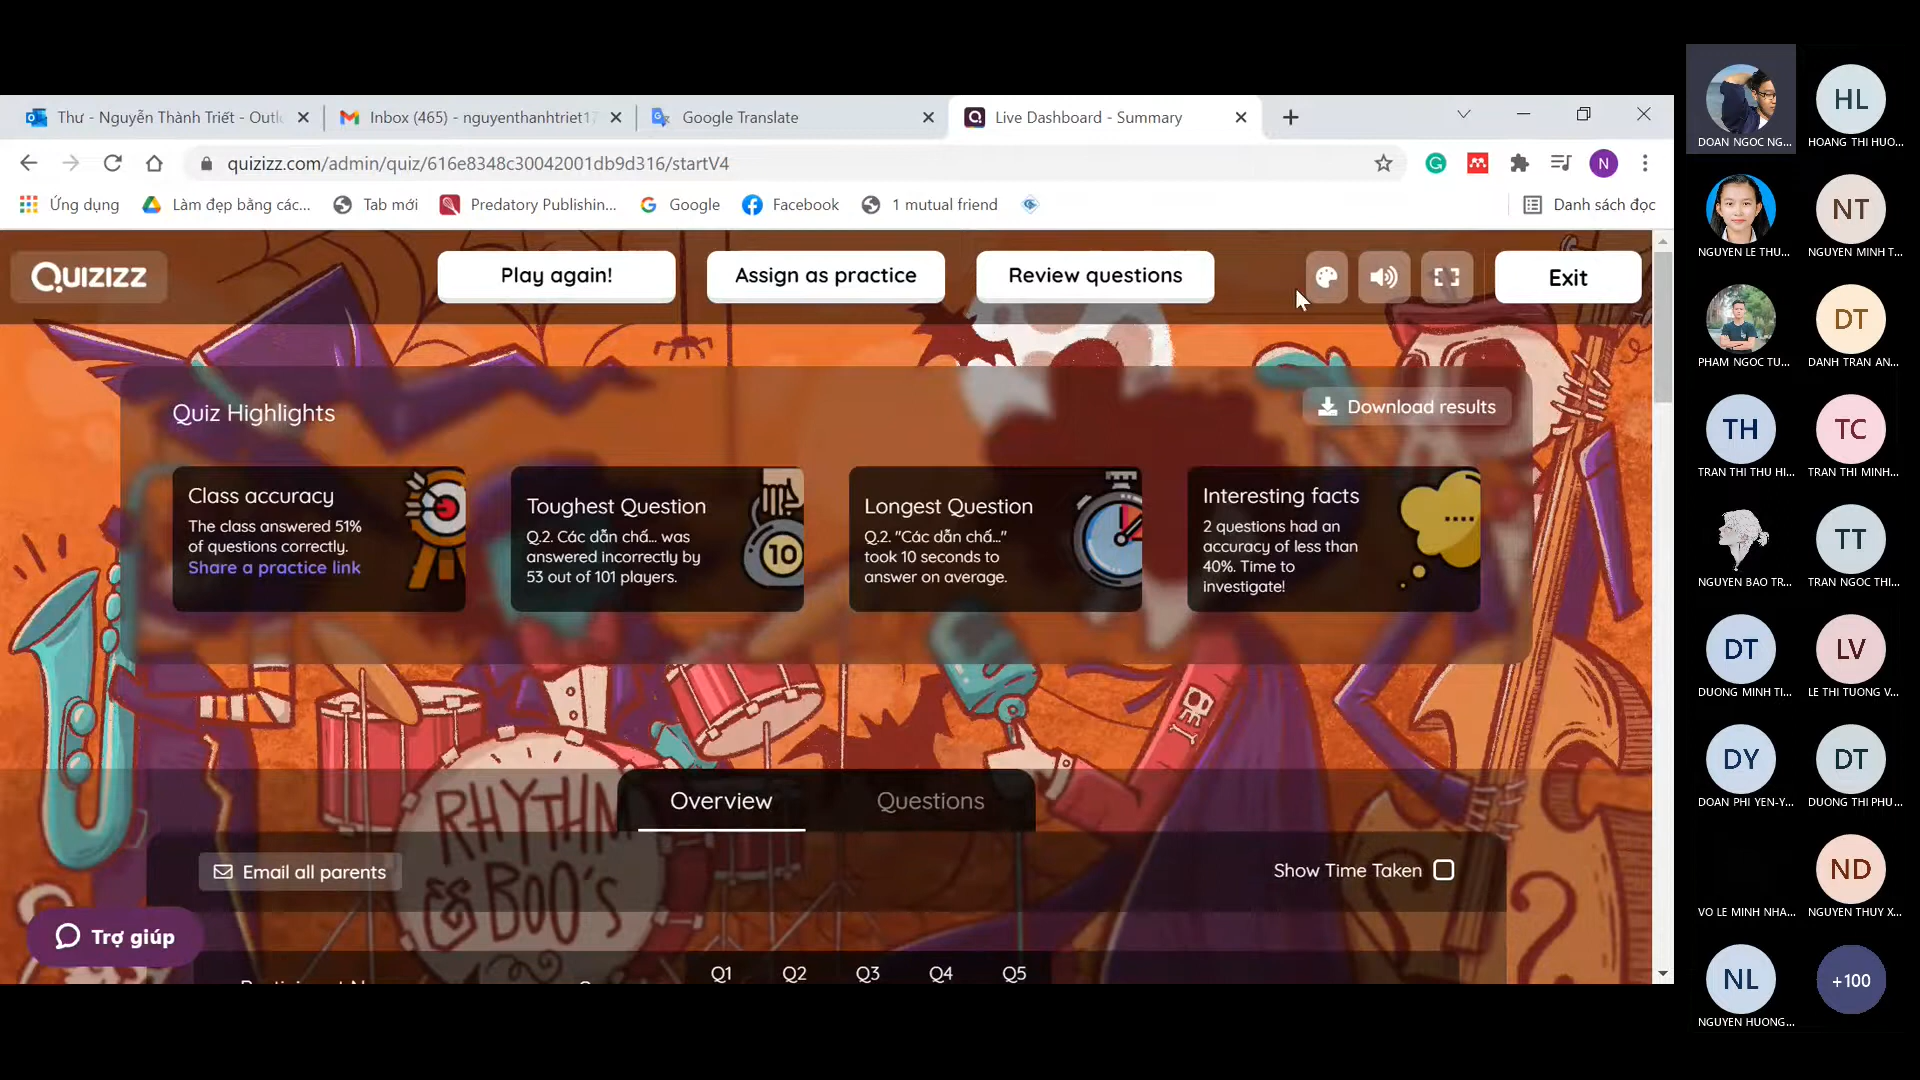 Thư - Nguyễn Thành Triết - Outl
Inbox (465) - nguyenthanhtriet17
Google Translate
Live Dashboard - Summary
quizizz.com/admin/quiz/616e8348c30042001db9d316/startV4
N
Ứng dụng
Làm đẹp bằng các...
Tab mới
Predatory Publishin...
Google
Facebook
1 mutual friend
Danh sách đọc
Quizizz
Play again!
Assign as practice
Review questions
Exit
Quiz Highlights
Download results
Class accuracy
The class answered 51%
of questions correctly.
Share a practice link
Toughest Question
Q.2. Các dẫn chấ... was
answered incorrectly by
53 out of 101 players.
10
Longest Question
Q.2. "Các dẫn chấ..."
took 10 seconds to
answer on average.
Interesting facts
2 questions had an
accuracy of less than
40%. Time to
investigate!
Overview
Questions
Email all parents
Show Time Taken
RHYTHM
& BOO'S
Trợ giúp
Q1
Q2
Q3
Q4
Q5
DOAN NGOC NG...
HL
HOANG THI HUO...
NGUYEN LE THU...
NT
NGUYEN MINH T...
PHAM NGOC TU...
DT
DANH TRAN AN...
TH
TRAN THI THU HI...
TC
TRAN THI MINH...
NGUYEN BAO TR...
TT
TRAN NGOC THI...
DT
DUONG MINH TI...
LV
LE THI TUONG V...
DY
DOAN PHI YEN-Y...
DT
DUONG THI PHU...
VO LE MINH NHA...
ND
NGUYEN THUY X...
NL
NGUYEN HUONG...
+100